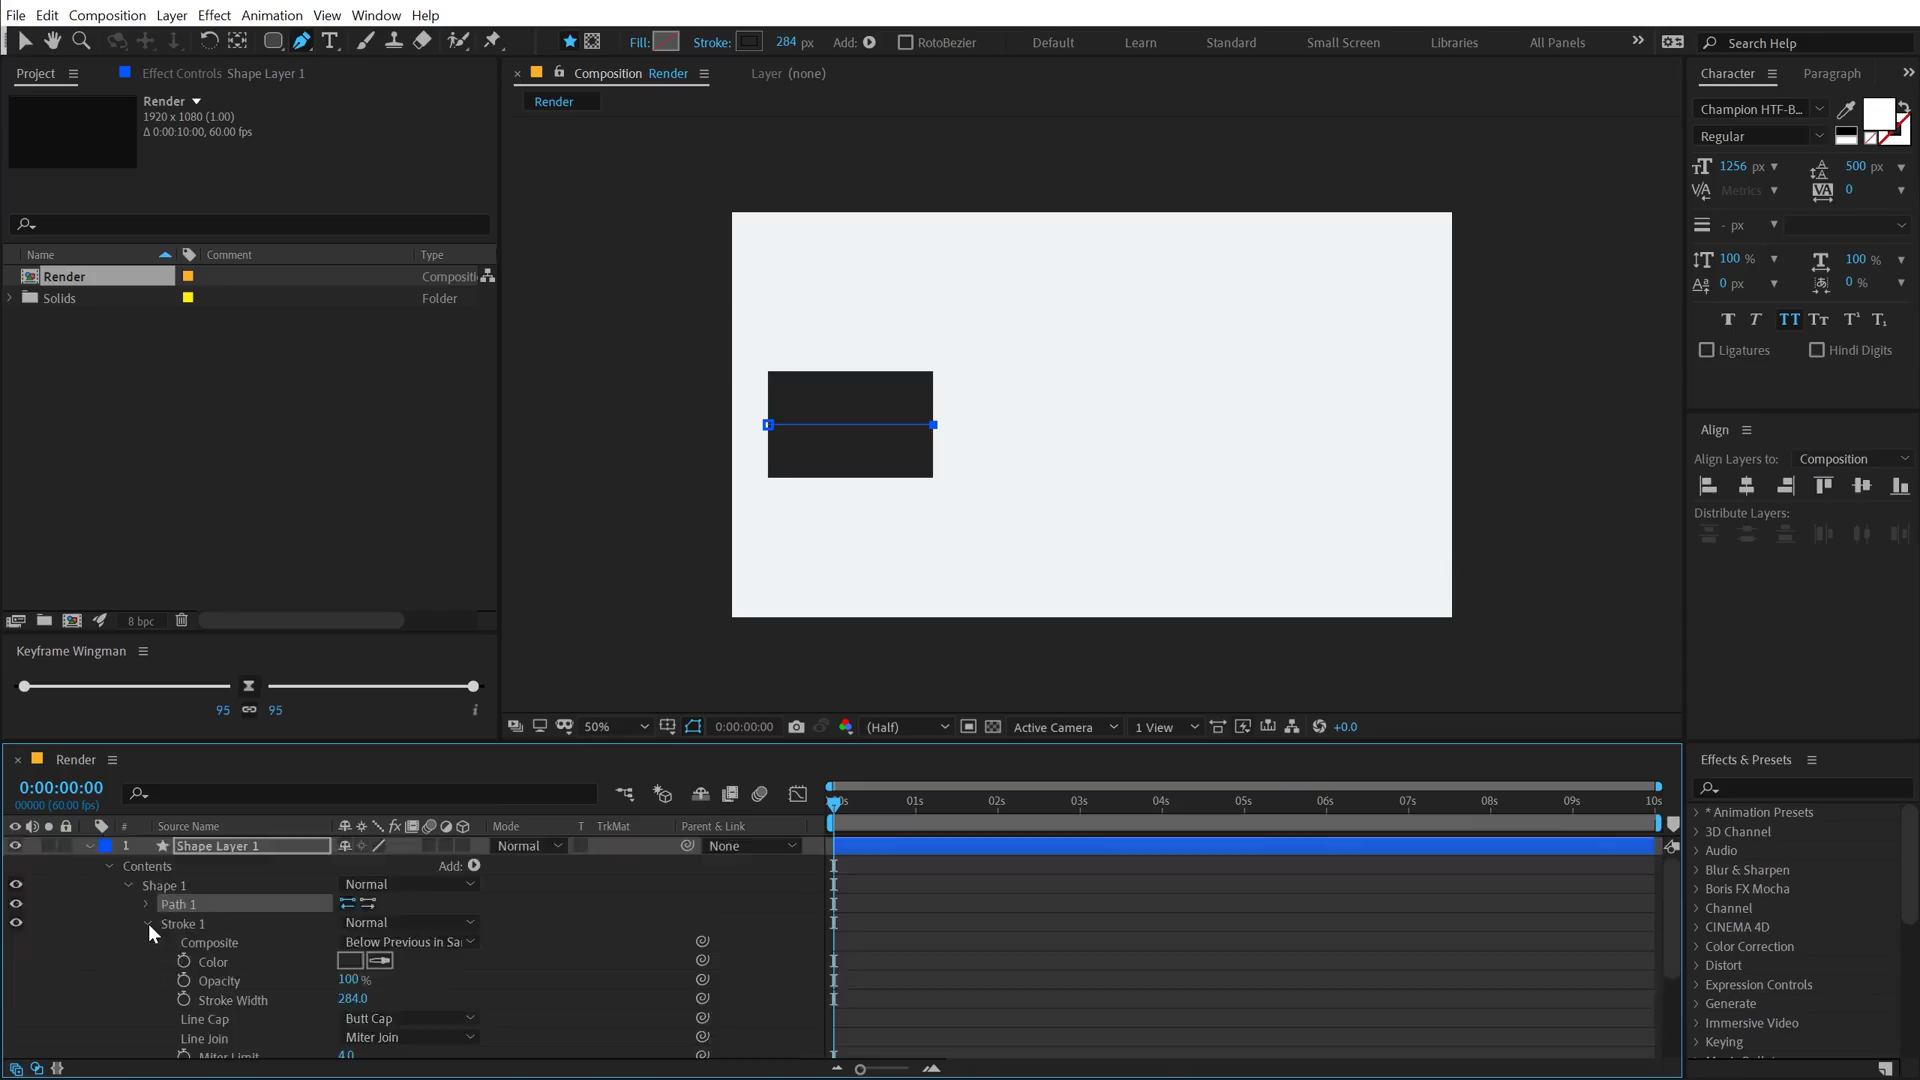 File Edit Composition Layer Effect Animation View Window Help
Fill: Stroke: 284 px Add: RotoBezier Default Learn Standard Small Screen Libraries All Panels Search Help
Project Effect Controls Shape Layer 1
Render
1920 x 1080 (1.00)
Δ 0:00:10:00, 60.00 fps
Name Comment Type
Render Compositi
Solids Folder
8 bpc
Keyframe Wingman
95 95
Composition Render Layer (none)
Render
50% 0:00:00:00 (Half) Active Camera 1 View +0.0
Character Paragraph
Champion HTF-B...
Regular
1256 px 500 px
Metrics 0
- px
100 % 100 %
0 px 0 %
Ligatures Hindi Digits
Align
Align Layers to: Composition
Distribute Layers:
Render
0:00:00:00
00000 (60.00 fps)
# Source Name Mode T TrkMat Parent & Link
1 Shape Layer 1 Normal None
Contents Add:
Shape 1 Normal
Path 1
Stroke 1 Normal
Composite Below Previous in Sa
Color
Opacity 100 %
Stroke Width 284.0
Line Cap Butt Cap
Line Join Miter Join
Miter Limit 4.0
01s 02s 03s 04s 05s 06s 07s 08s 09s 10s
Effects & Presets
* Animation Presets
3D Channel
Audio
Blur & Sharpen
Boris FX Mocha
Channel
CINEMA 4D
Color Correction
Distort
Expression Controls
Generate
Immersive Video
Keying